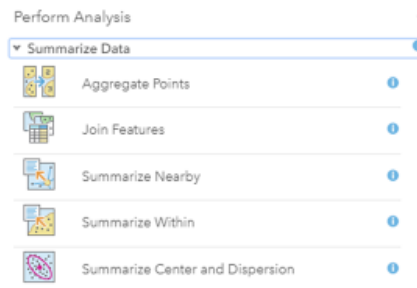 Perform Analysis
Summarize Data
Aggregate Points
Join Features
Summarize Nearby
Summarize Within
Summarize Center and Dispersion